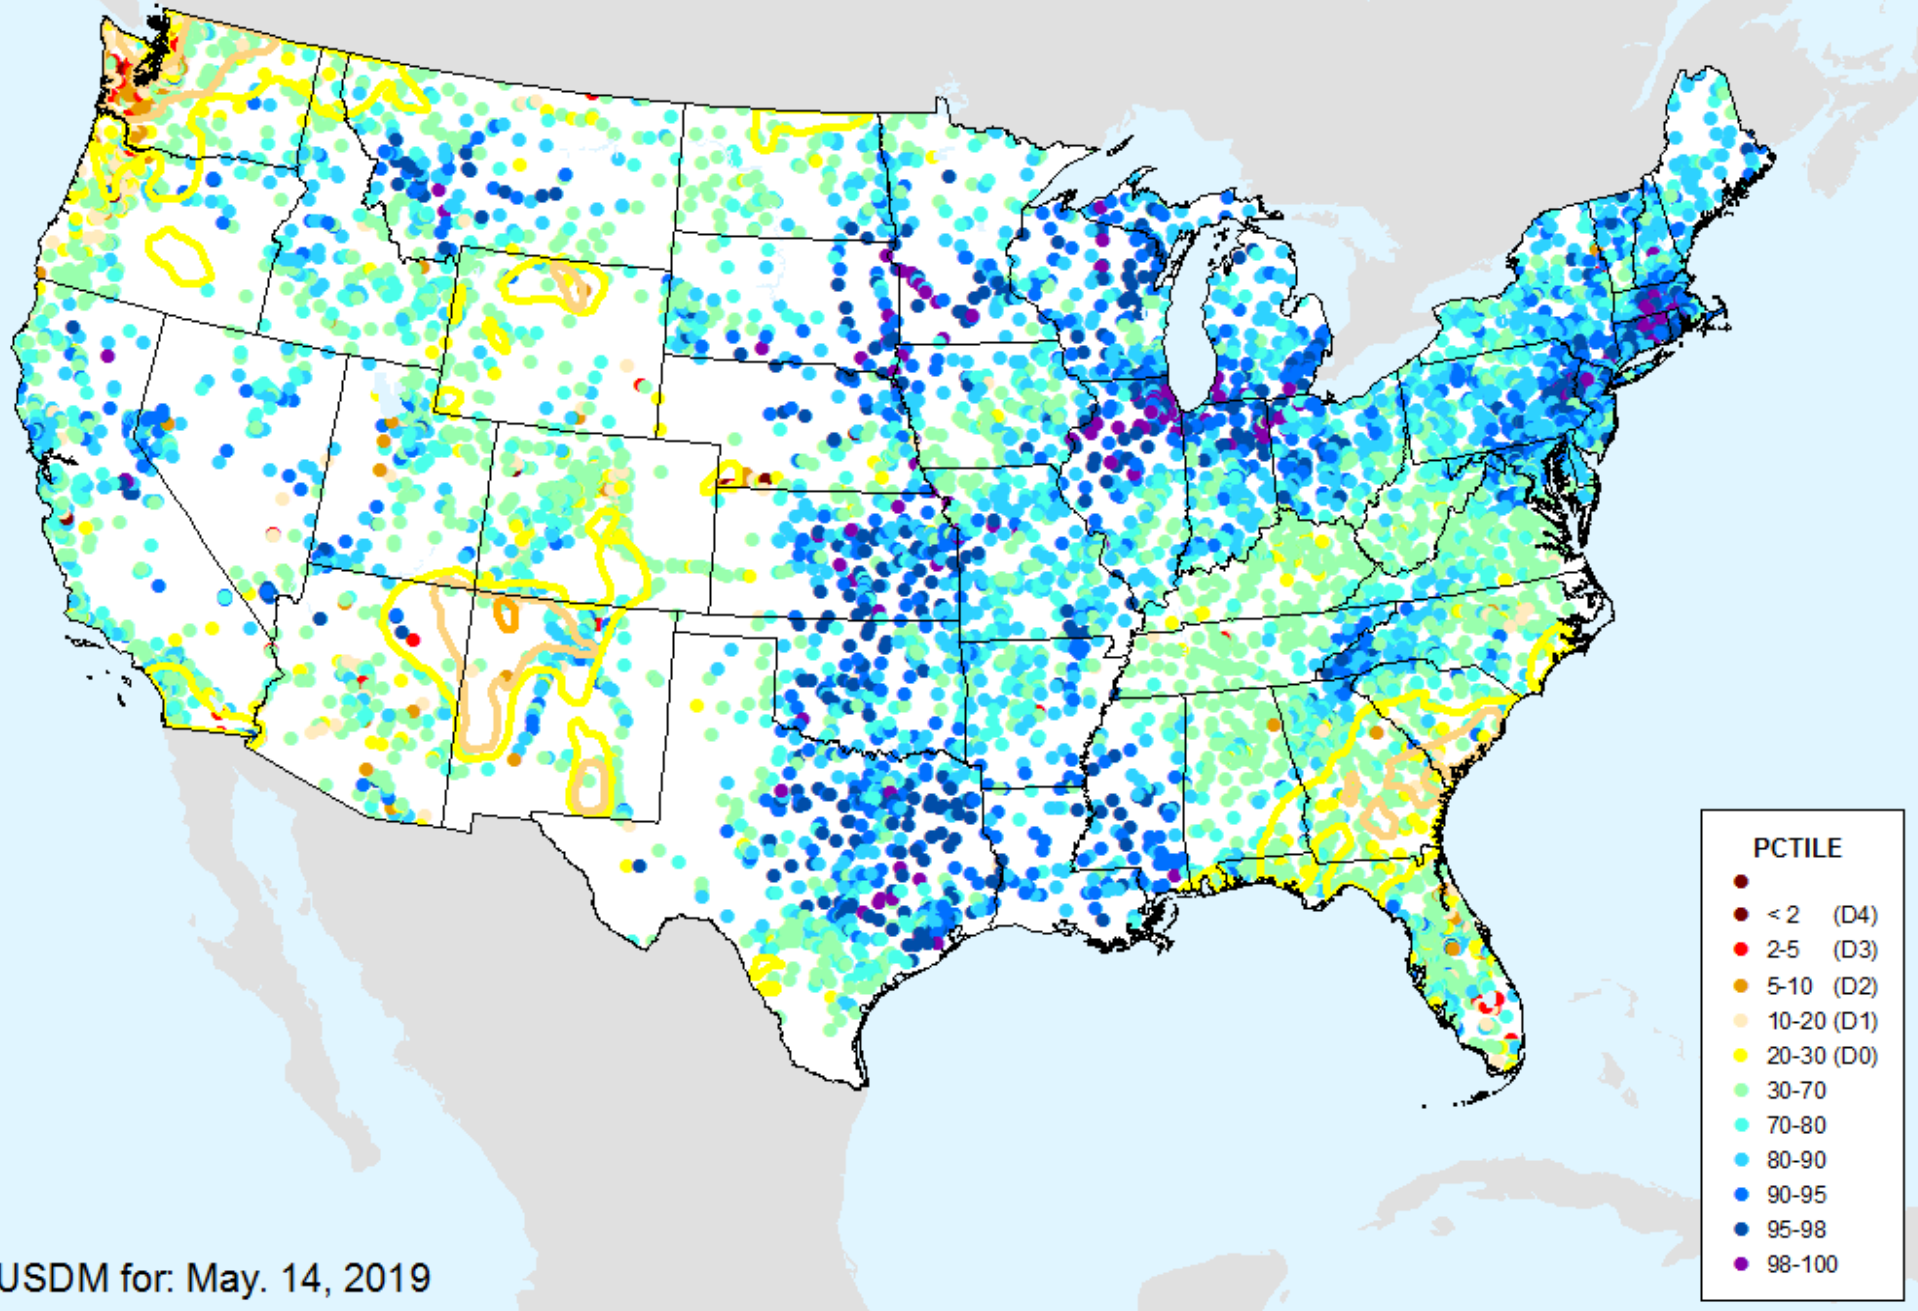 PCTILE
< 2 (D4)
2-5 (D3)
5-10 (D2)
10-20 (D1)
20-30 (D0)
30-70
70-80
80-90
90-95
95-98
98-100
USDM for: May. 14, 2019